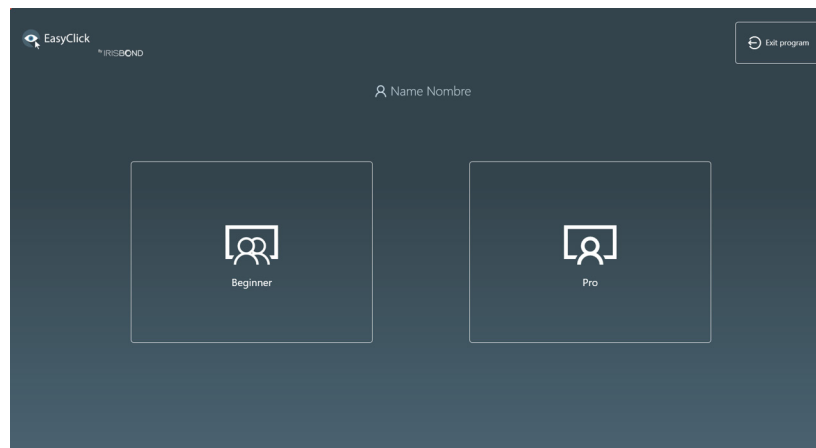 EasyClick
BY IRISBOND
Exit program
Name Nombre
Beginner
Pro